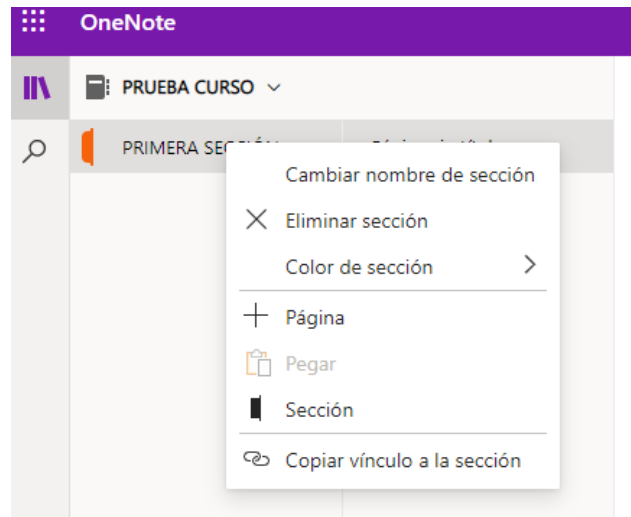 OneNote
PRUEBA CURSO
PRIMERA
Cambiar nombre de sección
Eliminar sección
Color de sección
Página
Pegar
Sección
Copiar vínculo a la sección